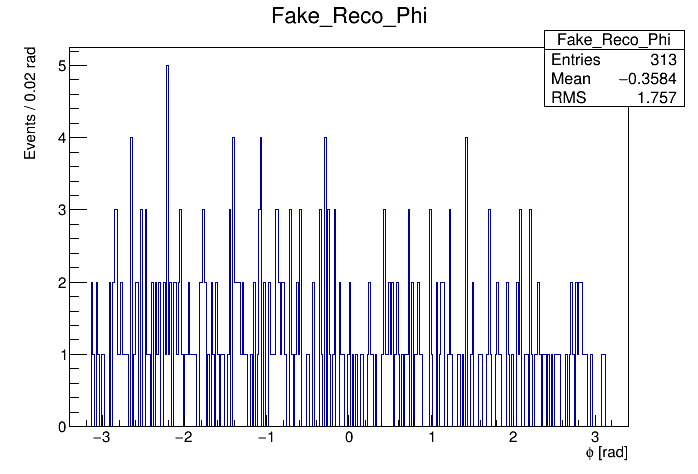 Fake_Reco_Phi
Fake_Reco_Phi
Entries 313
Mean −0.3584
RMS 1.757
Events / 0.02 rad
5
4
3
2
1
0
−3 −2 −1 0 1 2 3
ϕ [rad]